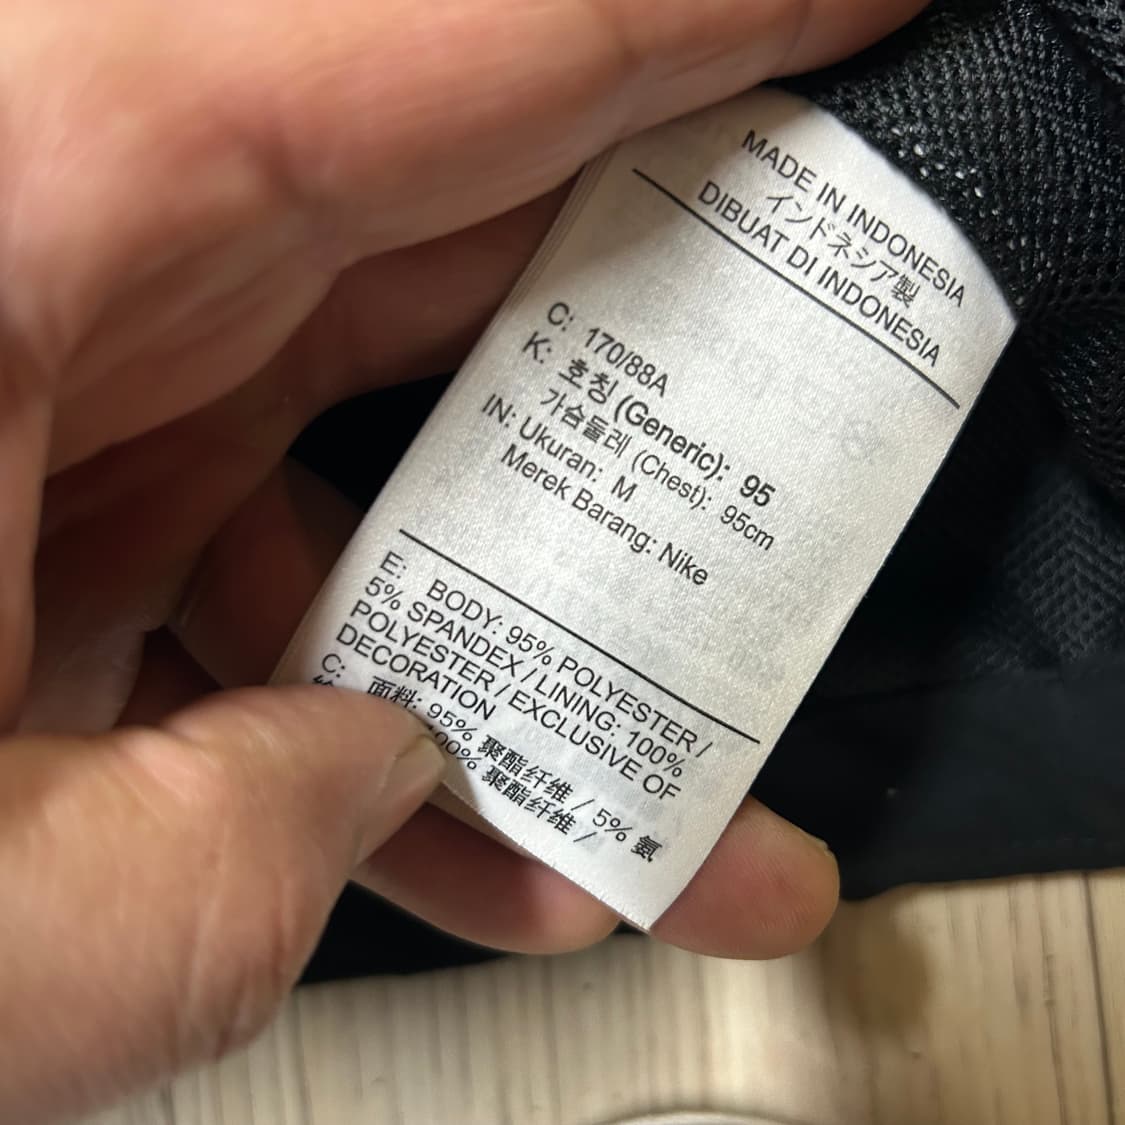 MADE IN INDONESIA
インドネシア製
DIBUAT DI INDONESIA
C: 170/88A
K: 호칭 (Generic): 95
가슴둘레 (Chest): 95cm
IN: Ukuran: M
Merek Barang: Nike
E: BODY: 95% POLYESTER /
5% SPANDEX / LINING: 100%
POLYESTER / EXCLUSIVE OF
DECORATION
C: 面料: 95% 聚酯纤维 / 5% 氨
100% 聚酯纤维 /